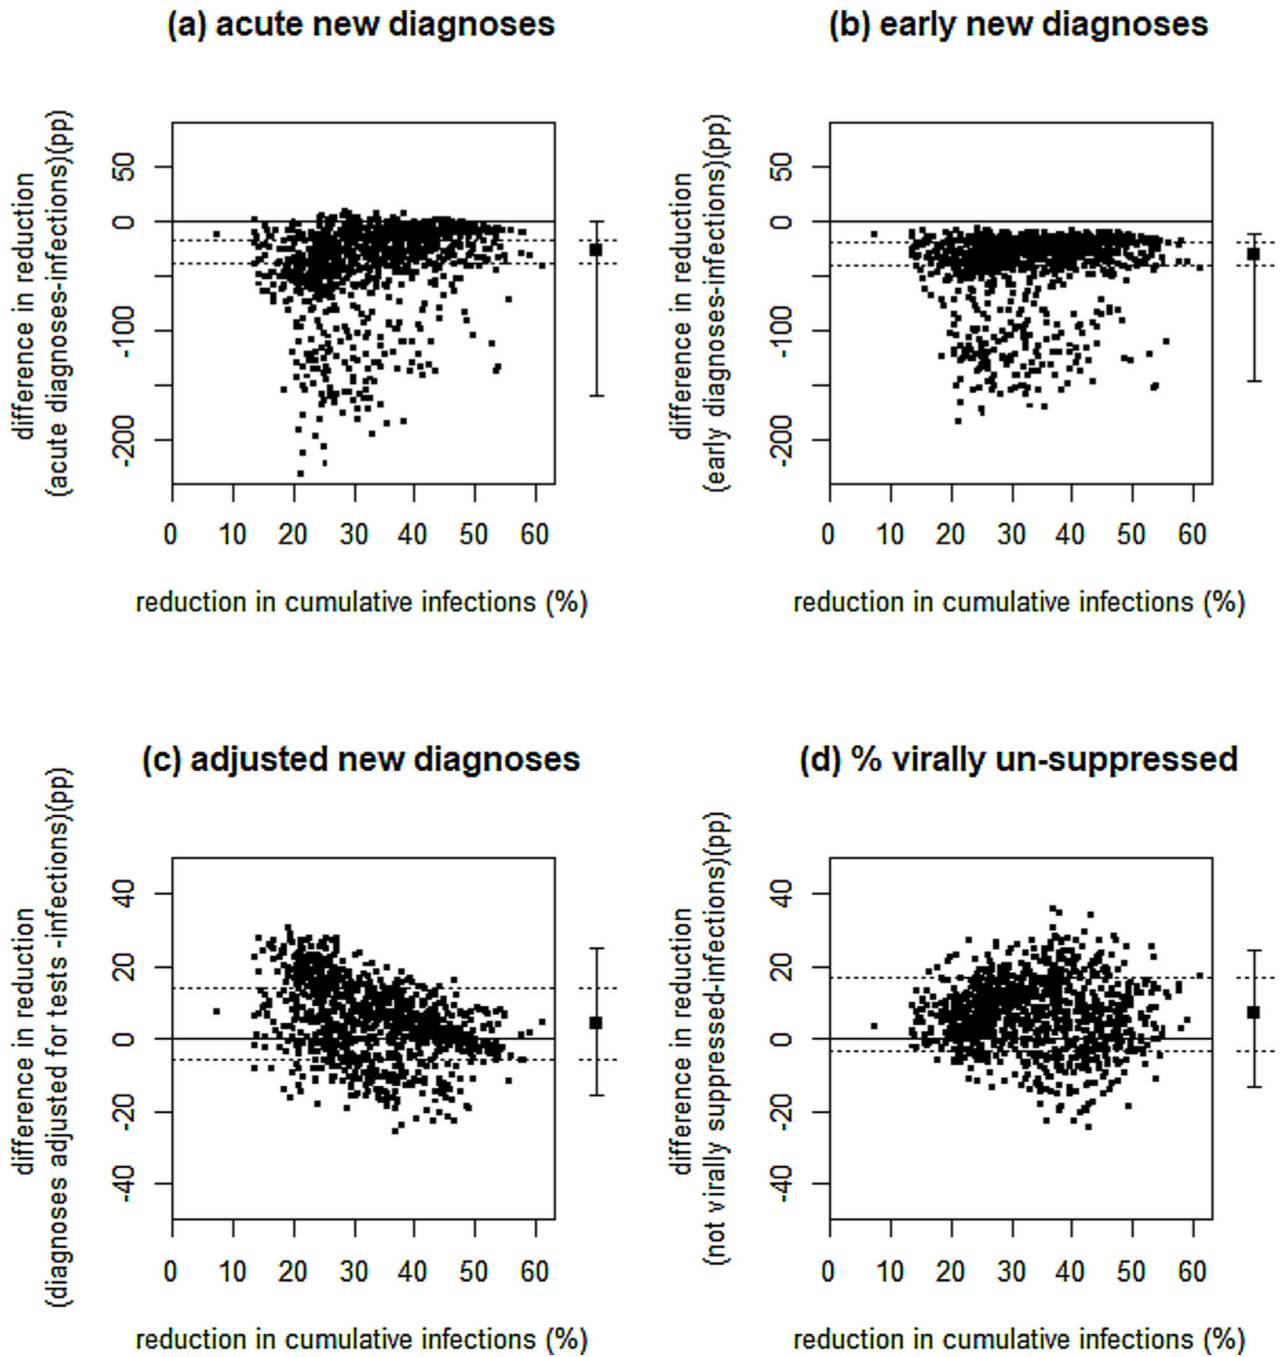 (a) acute new diagnoses
difference in reduction
(acute diagnoses-infections)(pp)
50
0
-100
-200
0 10 20 30 40 50 60
reduction in cumulative infections (%)
(b) early new diagnoses
difference in reduction
(early diagnoses-infections)(pp)
50
0
-100
-200
0 10 20 30 40 50 60
reduction in cumulative infections (%)
(c) adjusted new diagnoses
difference in reduction
(diagnoses adjusted for tests -infections)(pp)
40
20
0
-20
-40
0 10 20 30 40 50 60
reduction in cumulative infections (%)
(d) % virally un-suppressed
difference in reduction
(not virally suppressed-infections)(pp)
40
20
0
-20
-40
0 10 20 30 40 50 60
reduction in cumulative infections (%)